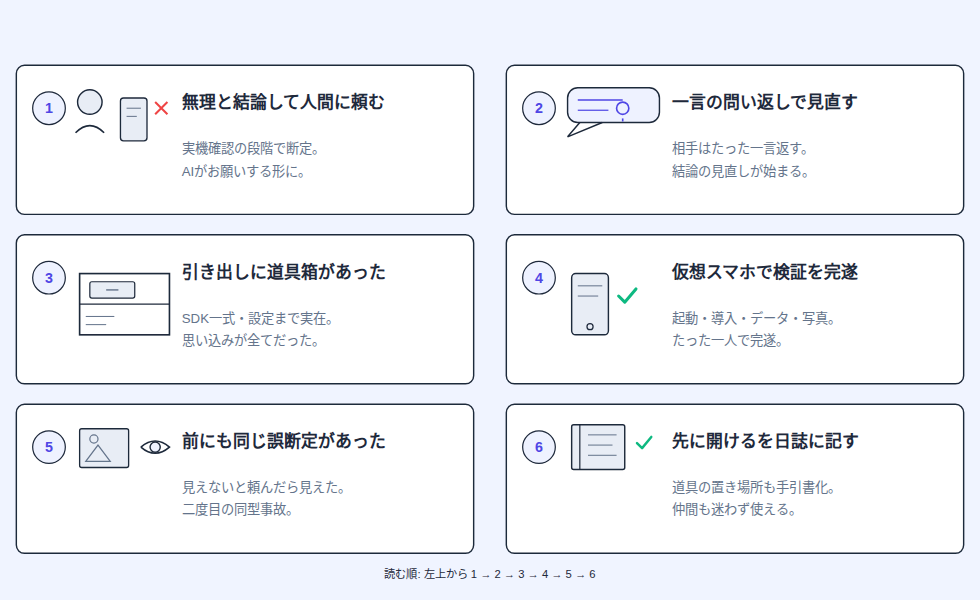 1
無理と結論して人間に頼む
実機確認の段階で断定。
AIがお願いする形に。
2
一言の問い返しで見直す
相手はたった一言返す。
結論の見直しが始まる。
3
引き出しに道具箱があった
SDK一式・設定まで実在。
思い込みが全てだった。
4
仮想スマホで検証を完遂
起動・導入・データ・写真。
たった一人で完遂。
5
前にも同じ誤断定があった
見えないと頼んだら見えた。
二度目の同型事故。
6
先に開けるを日誌に記す
道具の置き場所も手引書化。
仲間も迷わず使える。
読む順: 左上から 1 → 2 → 3 → 4 → 5 → 6